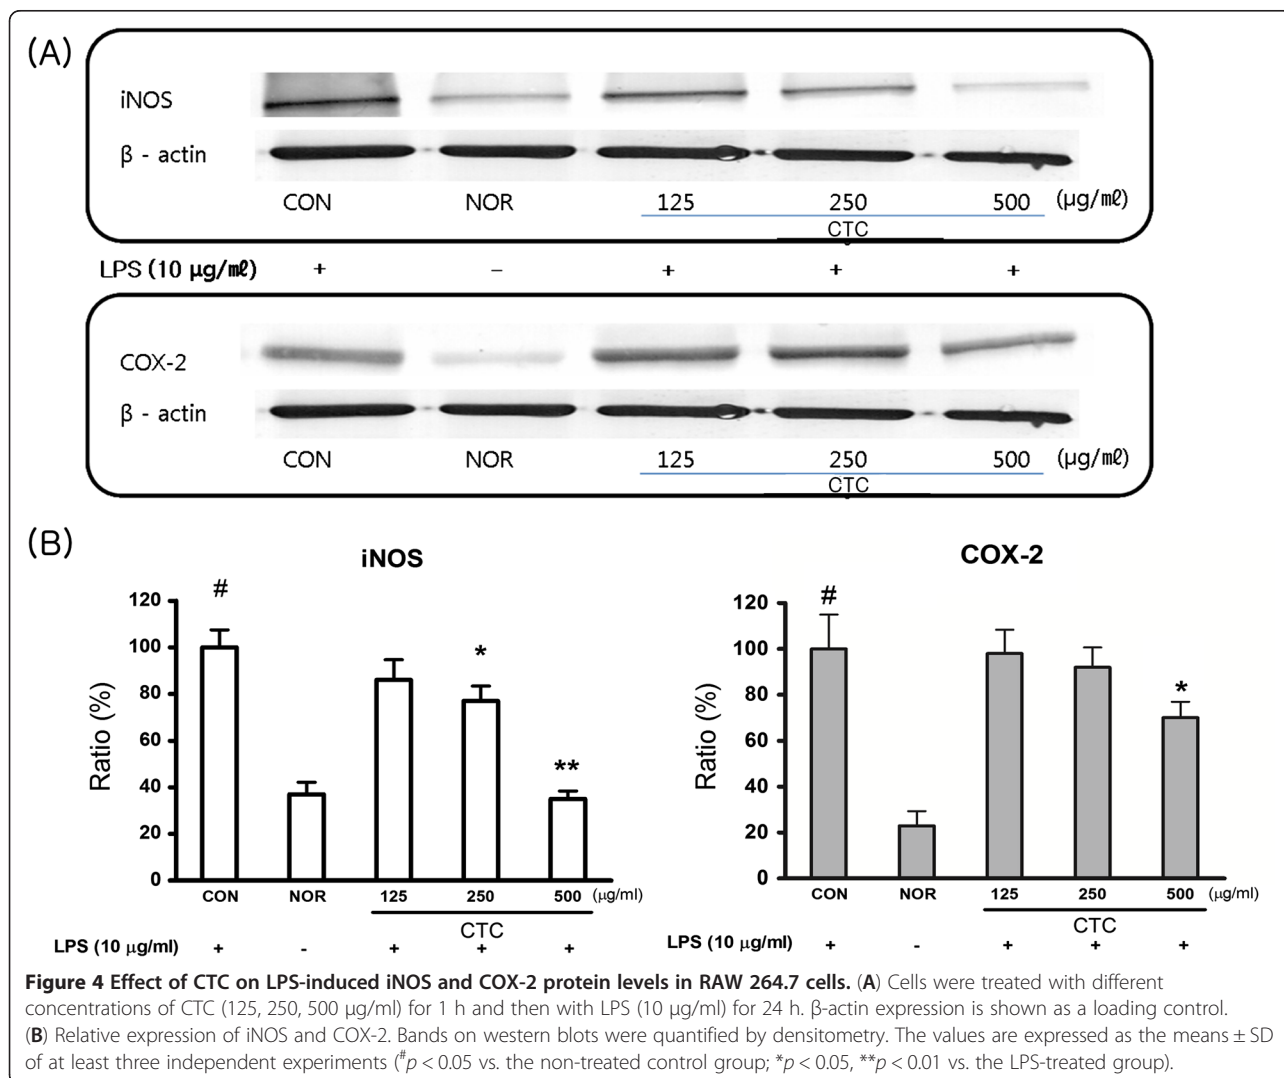 (A)
iNOS
β - actin
CON NOR 125 250 500 (μg/㎖)
CTC
LPS (10 μg/㎖) + - + + +
COX-2
β - actin
CON NOR 125 250 500 (μg/㎖)
CTC
(B)
iNOS
#
120
100
80
60
40
20
0
Ratio (%)
*
**
CON NOR 125 250 500 (μg/ml)
CTC
LPS (10 μg/ml) + - + + +
COX-2
#
120
100
80
60
40
20
0
Ratio (%)
*
CON NOR 125 250 500 (μg/ml)
CTC
LPS (10 μg/ml) + - + + +
Figure 4 Effect of CTC on LPS-induced iNOS and COX-2 protein levels in RAW 264.7 cells. (A) Cells were treated with different
concentrations of CTC (125, 250, 500 μg/ml) for 1 h and then with LPS (10 μg/ml) for 24 h. β-actin expression is shown as a loading control.
(B) Relative expression of iNOS and COX-2. Bands on western blots were quantified by densitometry. The values are expressed as the means ± SD
of at least three independent experiments (#p < 0.05 vs. the non-treated control group; *p < 0.05, **p < 0.01 vs. the LPS-treated group).